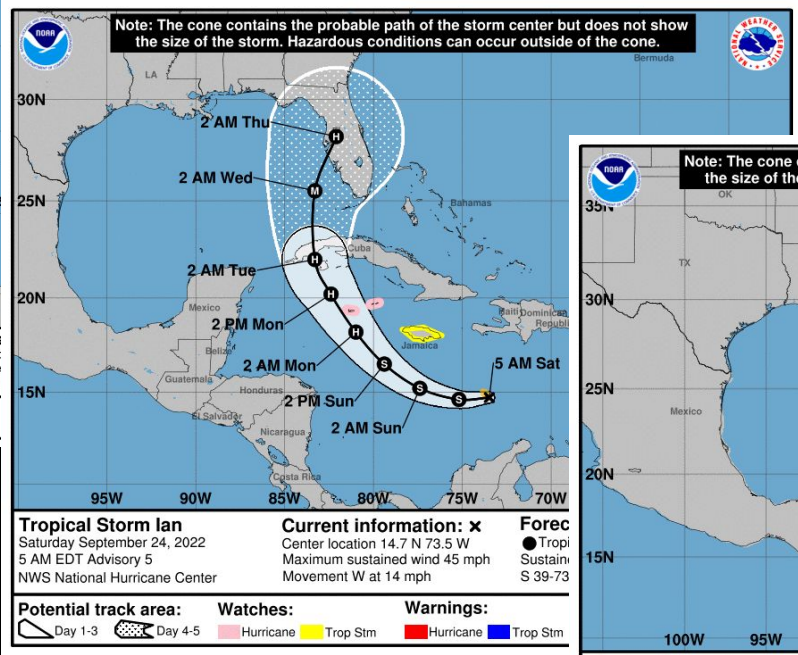 Note: The cone contains the probable path of the storm center but does not show
the size of the storm. Hazardous conditions can occur outside of the cone.
NOAA
NATIONAL WEATHER SERVICE
Bermuda
LA
30N
2 AM Thu
H
2 AM Wed
M
25N
Bahamas
2 AM Tue
H
Cuba
20N
2 PM Mon
H
Mexico
Haiti
Dominican
Republic
Jamaica
2 AM Mon
H
Belize
5 AM Sat
Guatemala
Honduras
15N
2 PM Sun
S
2 AM Sun
S
S
El Salvador
Nicaragua
Costa Rica
95W
90W
85W
80W
75W
70W
Tropical Storm Ian
Saturday September 24, 2022
5 AM EDT Advisory 5
NWS National Hurricane Center
Current information: x
Center location 14.7 N 73.5 W
Maximum sustained wind 45 mph
Movement W at 14 mph
Forec
Tropi
Sustaine
S 39-73
Potential track area:
Day 1-3
Day 4-5
Watches:
Hurricane
Trop Stm
Warnings:
Hurricane
Trop Stm
NOAA
Note: The cone
the size of th
35N
OK
TX
30N
25N
Mexico
20N
15N
100W
95W